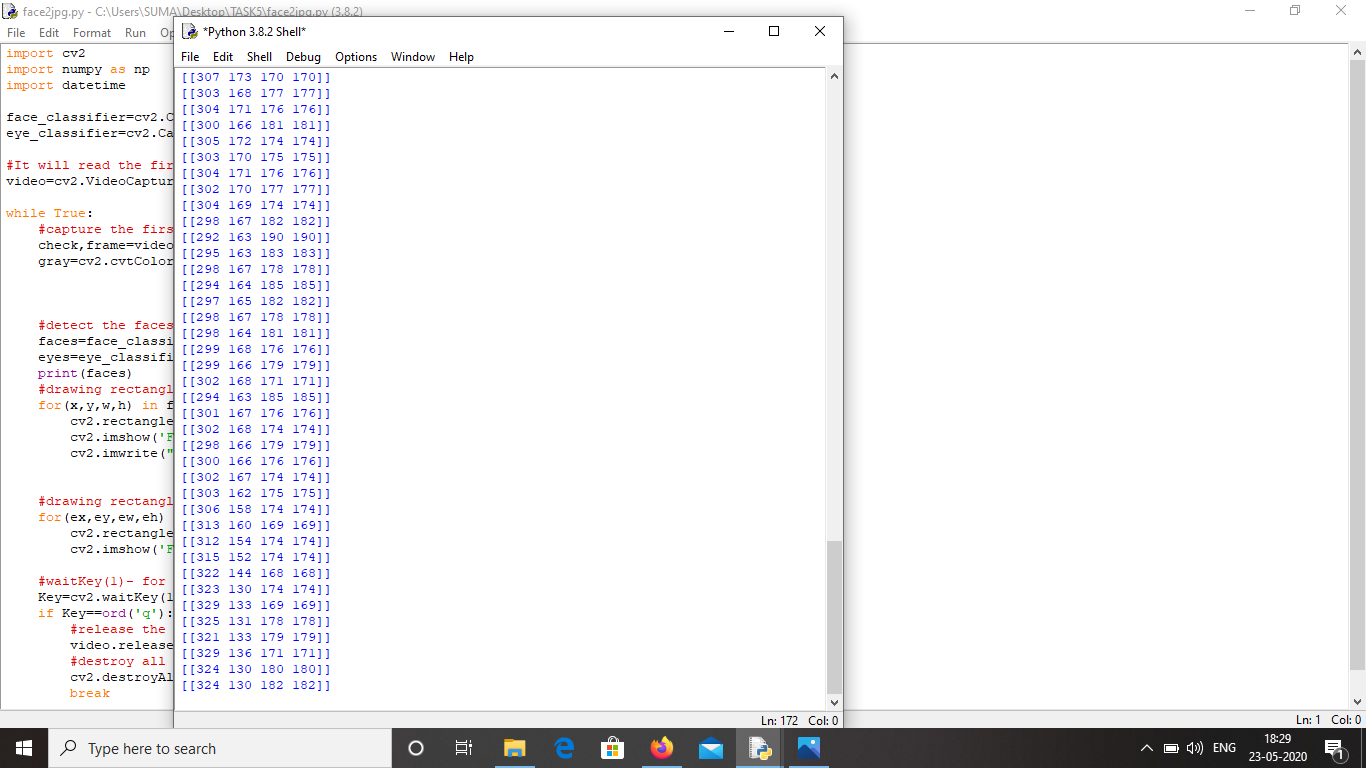 face2jpg.py - C:\Users\SUMA\Desktop\TASK5\face2jpg.py (3.8.2)
File Edit Format Run Op
import cv2
import numpy as np
import datetime
face_classifier=cv2.C
eye_classifier=cv2.Ca
#It will read the firs
video=cv2.VideoCaptur
while True:
#capture the firs
check,frame=video
gray=cv2.cvtColor
#detect the faces
faces=face_classi
eyes=eye_classifi
print(faces)
#drawing rectangl
for(x,y,w,h) in f
cv2.rectangle
cv2.imshow('F
cv2.imwrite("
#drawing rectangl
for(ex,ey,ew,eh)
cv2.rectangle
cv2.imshow('F
#waitKey(1)- for
Key=cv2.waitKey(1
if Key==ord('q'):
#release the
video.release
#destroy all
cv2.destroyAl
break
*Python 3.8.2 Shell*
File Edit Shell Debug Options Window Help
[[307 173 170 170]]
[[303 168 177 177]]
[[304 171 176 176]]
[[300 166 181 181]]
[[305 172 174 174]]
[[303 170 175 175]]
[[304 171 176 176]]
[[302 170 177 177]]
[[304 169 174 174]]
[[298 167 182 182]]
[[292 163 190 190]]
[[295 163 183 183]]
[[298 167 178 178]]
[[294 164 185 185]]
[[297 165 182 182]]
[[298 167 178 178]]
[[298 164 181 181]]
[[299 168 176 176]]
[[299 166 179 179]]
[[302 168 171 171]]
[[294 163 185 185]]
[[301 167 176 176]]
[[302 168 174 174]]
[[298 166 179 179]]
[[300 166 176 176]]
[[302 167 174 174]]
[[303 162 175 175]]
[[306 158 174 174]]
[[313 160 169 169]]
[[312 154 174 174]]
[[315 152 174 174]]
[[322 144 168 168]]
[[323 130 174 174]]
[[329 133 169 169]]
[[325 131 178 178]]
[[321 133 179 179]]
[[329 136 171 171]]
[[324 130 180 180]]
[[324 130 182 182]]
Ln: 172 Col: 0
Ln: 1 Col: 0
Type here to search
ENG
18:29
23-05-2020
1